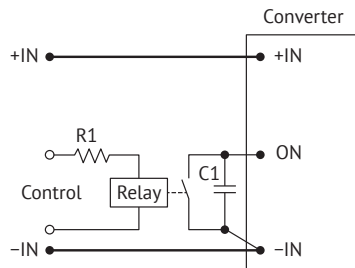 Converter
+IN
+IN
R1
ON
C1
Control
Relay
−IN
−IN